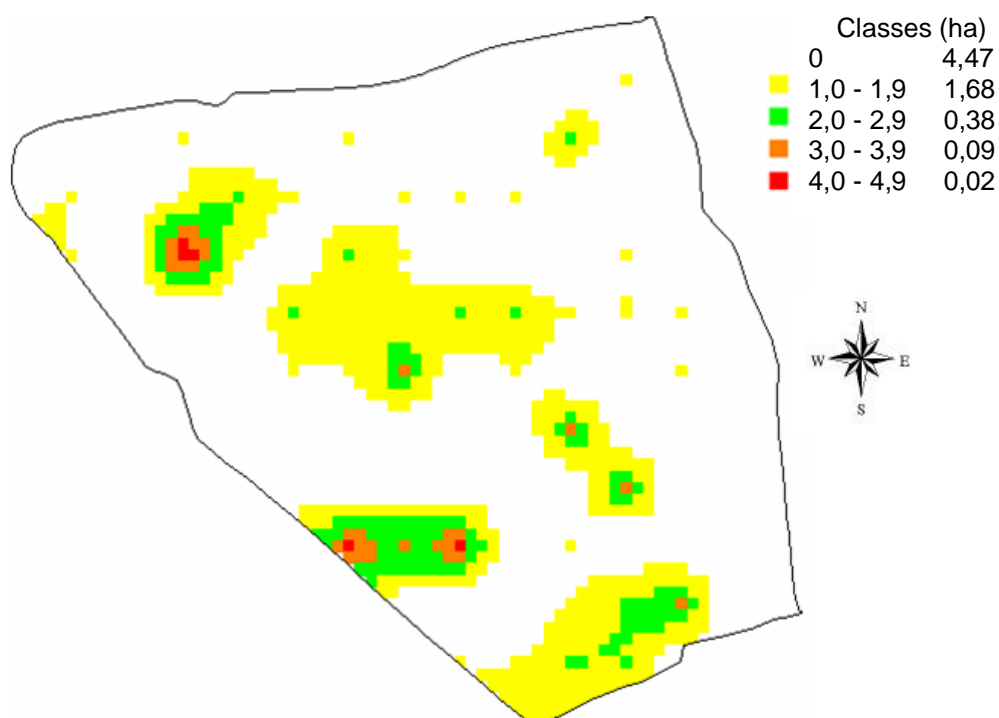 Classes (ha)
0 4,47
1,0 - 1,9 1,68
2,0 - 2,9 0,38
3,0 - 3,9 0,09
4,0 - 4,9 0,02
N
W E
S